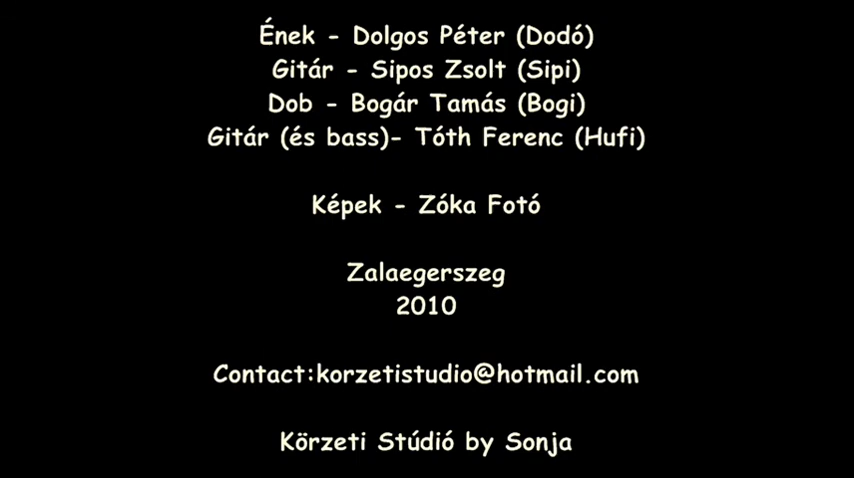 Ének - Dolgos Péter (Dodó)
Gitár - Sipos Zsolt (Sipi)
Dob - Bogár Tamás (Bogi)
Gitár (és bass)- Tóth Ferenc (Hufi)
Képek - Zóka Fotó
Zalaegerszeg
2010
Contact:korzetistudio@hotmail.com
Körzeti Stúdió by Sonja